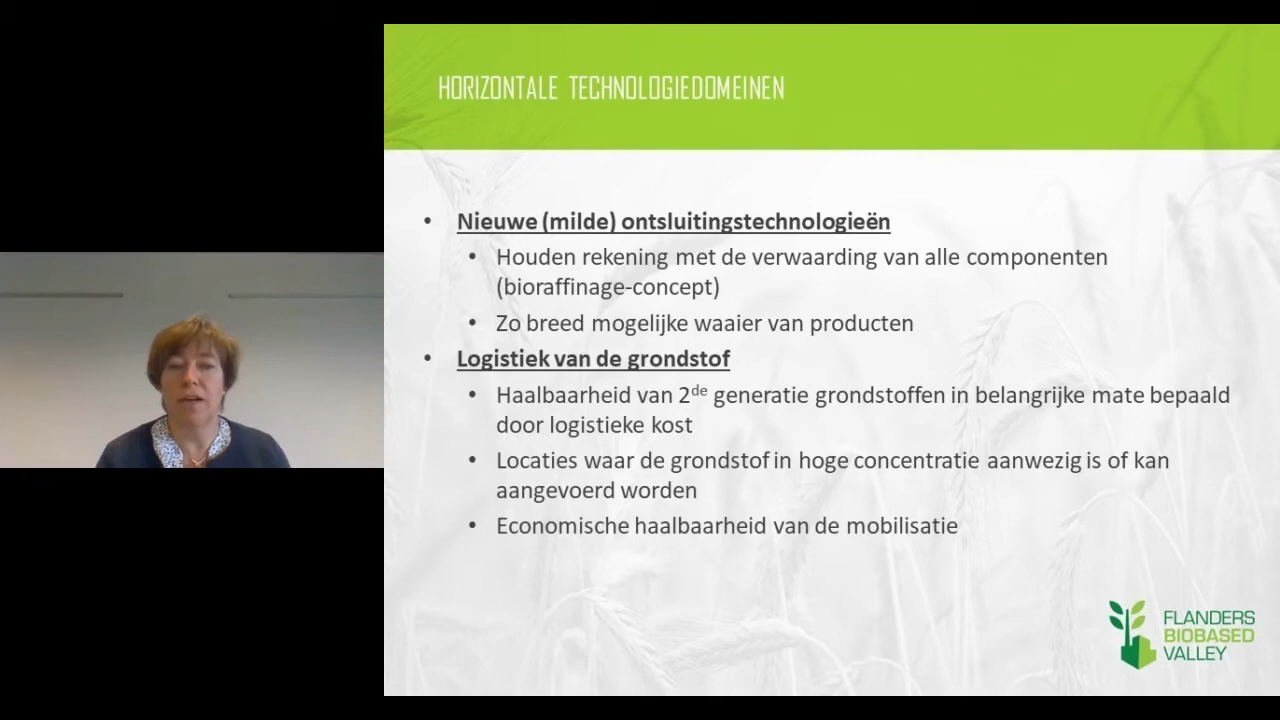 HORIZONTALE TECHNOLOGIEDOMEINEN
• Nieuwe (milde) ontsluitingstechnologieën
• Houden rekening met de verwaarding van alle componenten
(bioraffinage-concept)
• Zo breed mogelijke waaier van producten
• Logistiek van de grondstof
• Haalbaarheid van 2de generatie grondstoffen in belangrijke mate bepaald
door logistieke kost
• Locaties waar de grondstof in hoge concentratie aanwezig is of kan
aangevoerd worden
• Economische haalbaarheid van de mobilisatie
FLANDERS
BIOBASED
VALLEY